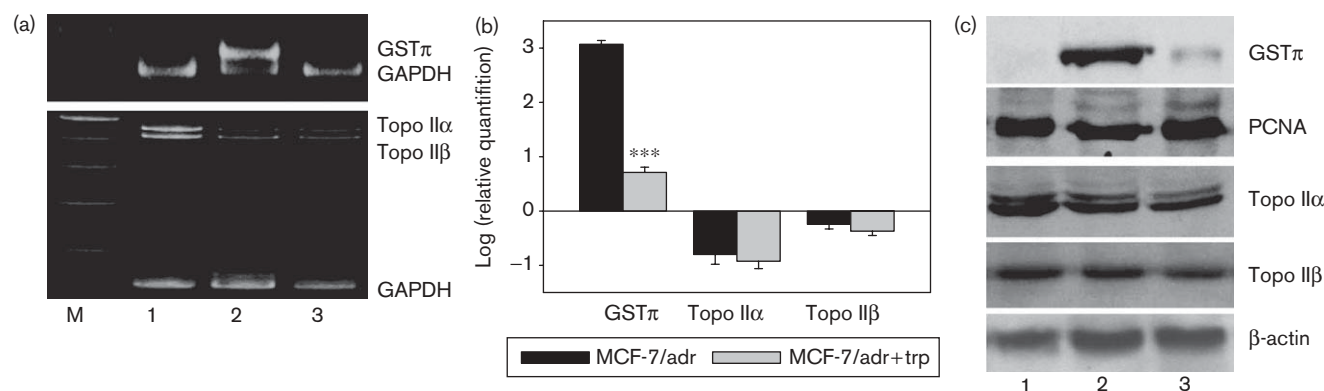 (a)
GSTπ
GAPDH
Topo IIα
Topo IIβ
GAPDH
M 1 2 3
(b)
Log (relative quantifition)
3
2
1
0
−1
***
GSTπ Topo IIα Topo IIβ
MCF-7/adr MCF-7/adr+trp
(c)
GSTπ
PCNA
Topo IIα
Topo IIβ
β-actin
1 2 3